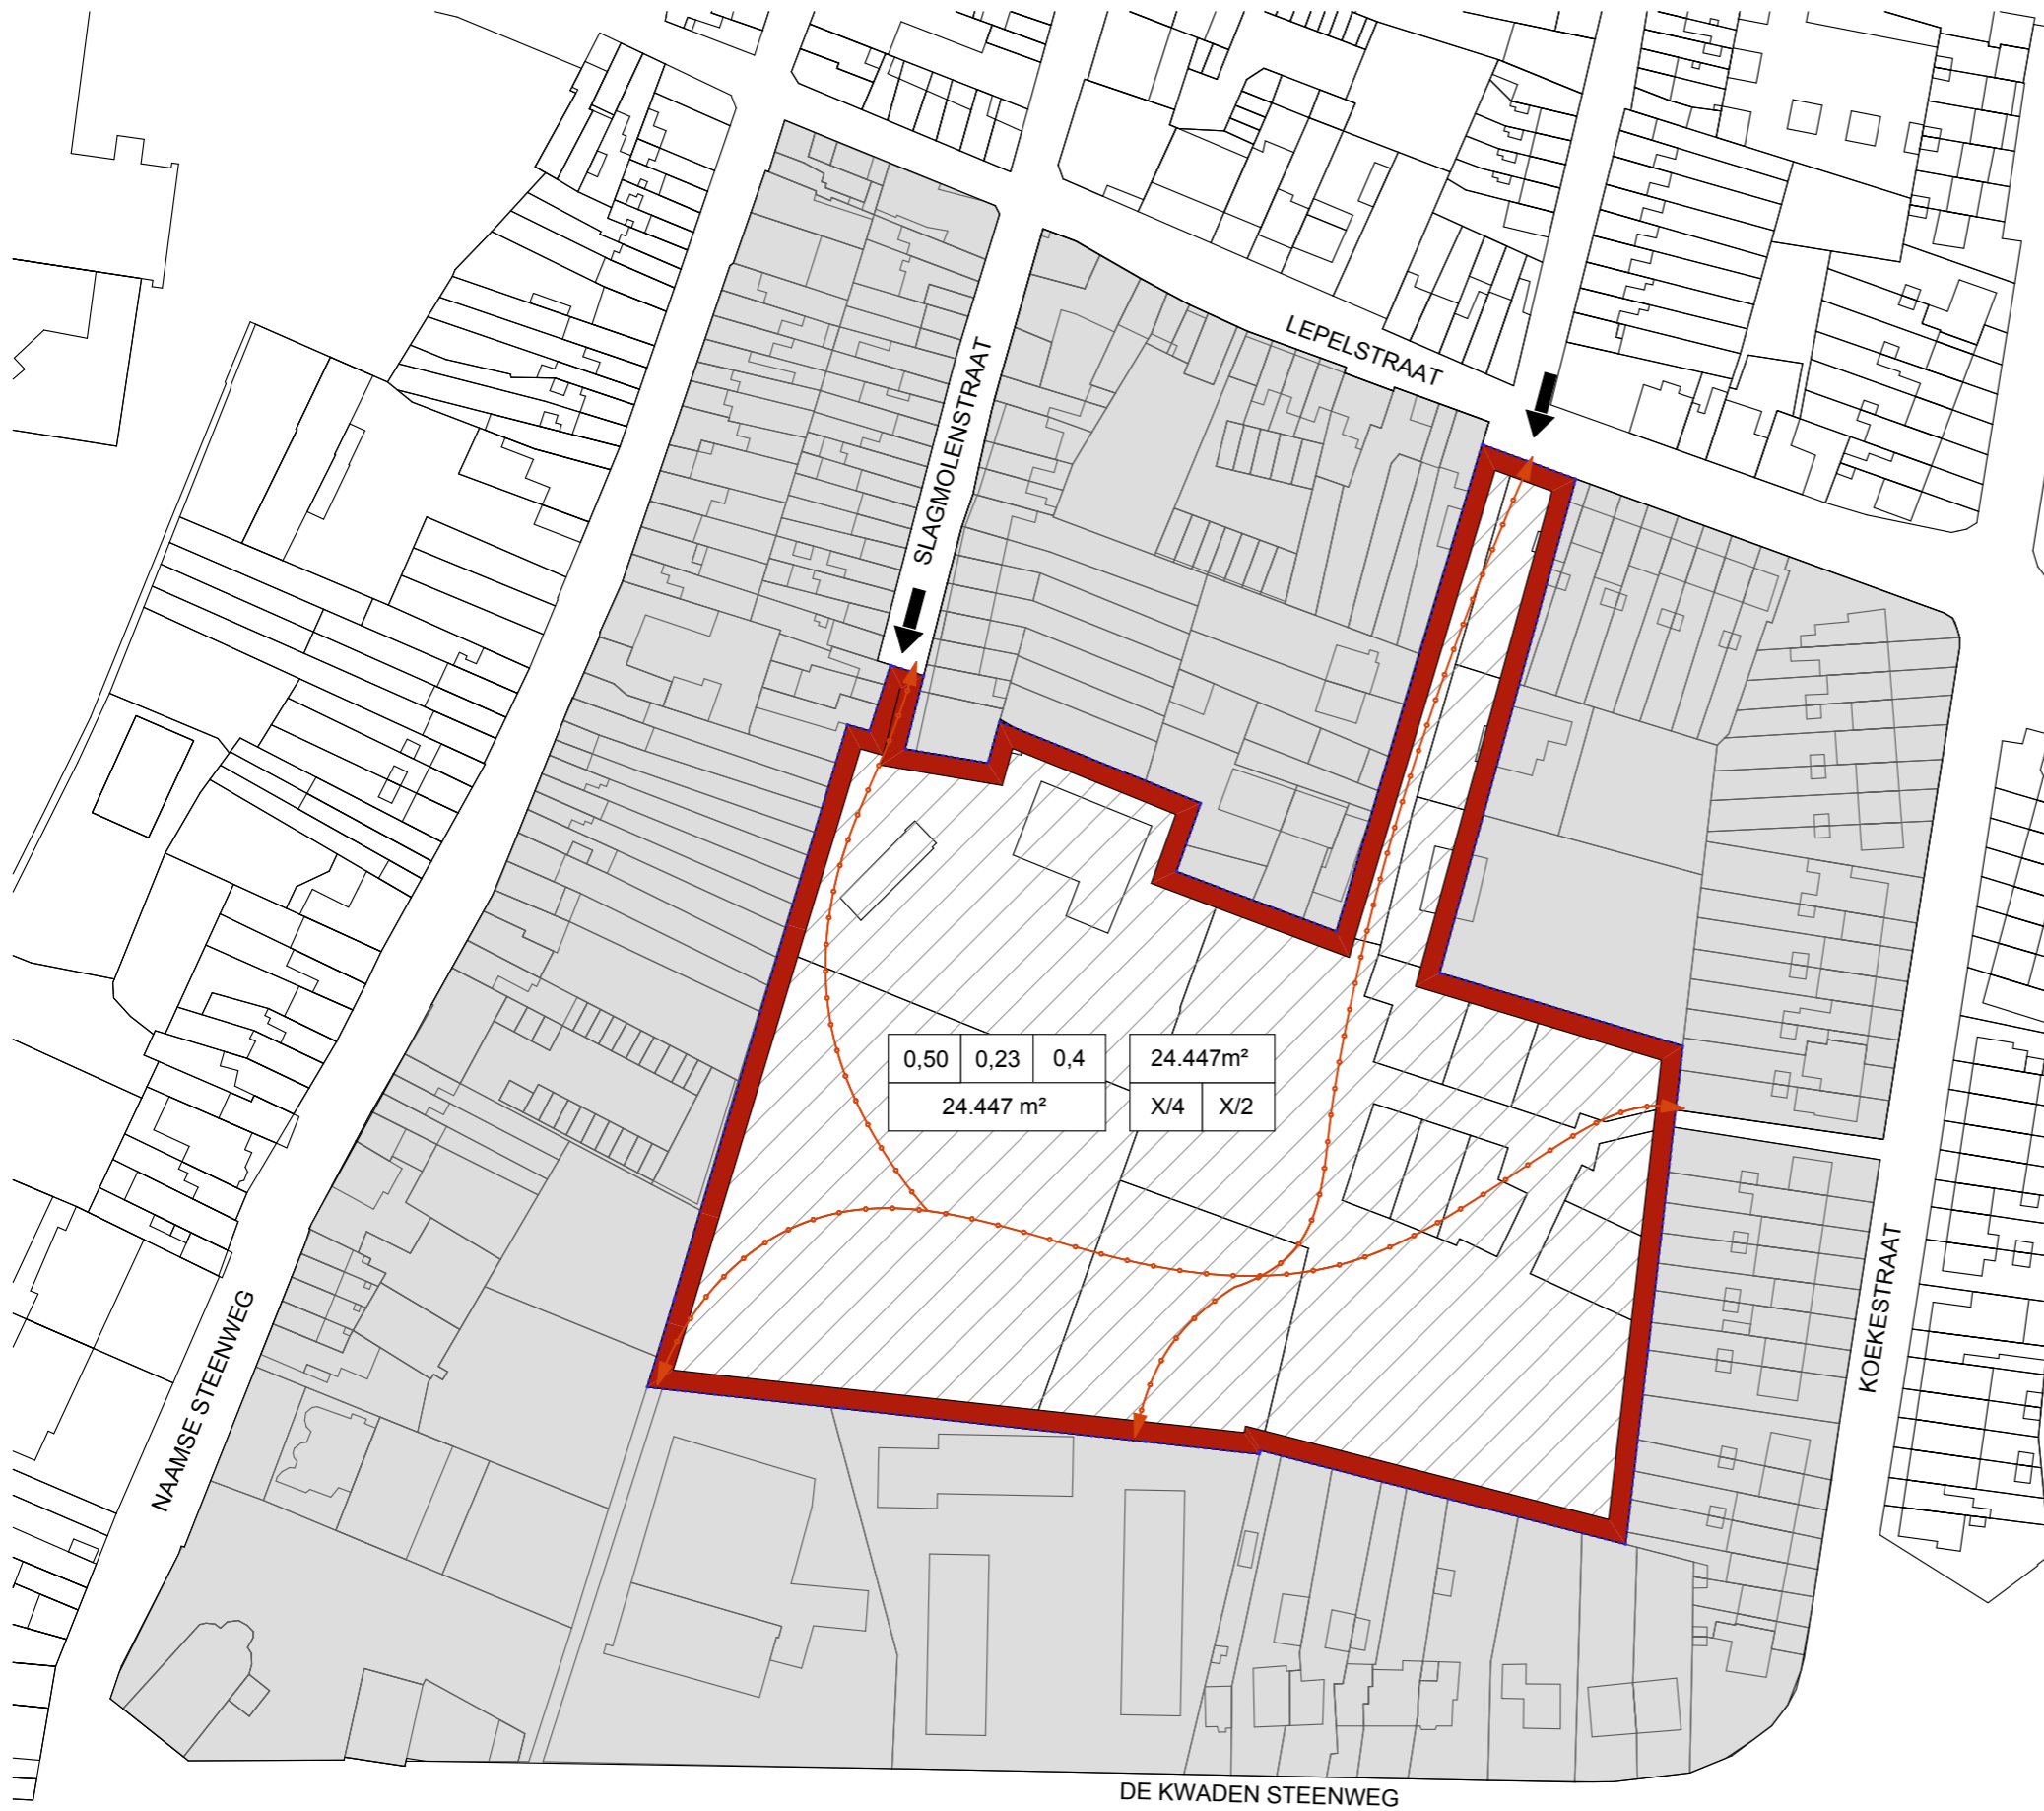 LEPELSTRAAT
SLAGMOLENSTRAAT
0,50 0,23 0,4
24.447 m²
24.447m²
X/4 X/2
KOEKESTRAAT
NAAMSE STEENWEG
DE KWADEN STEENWEG